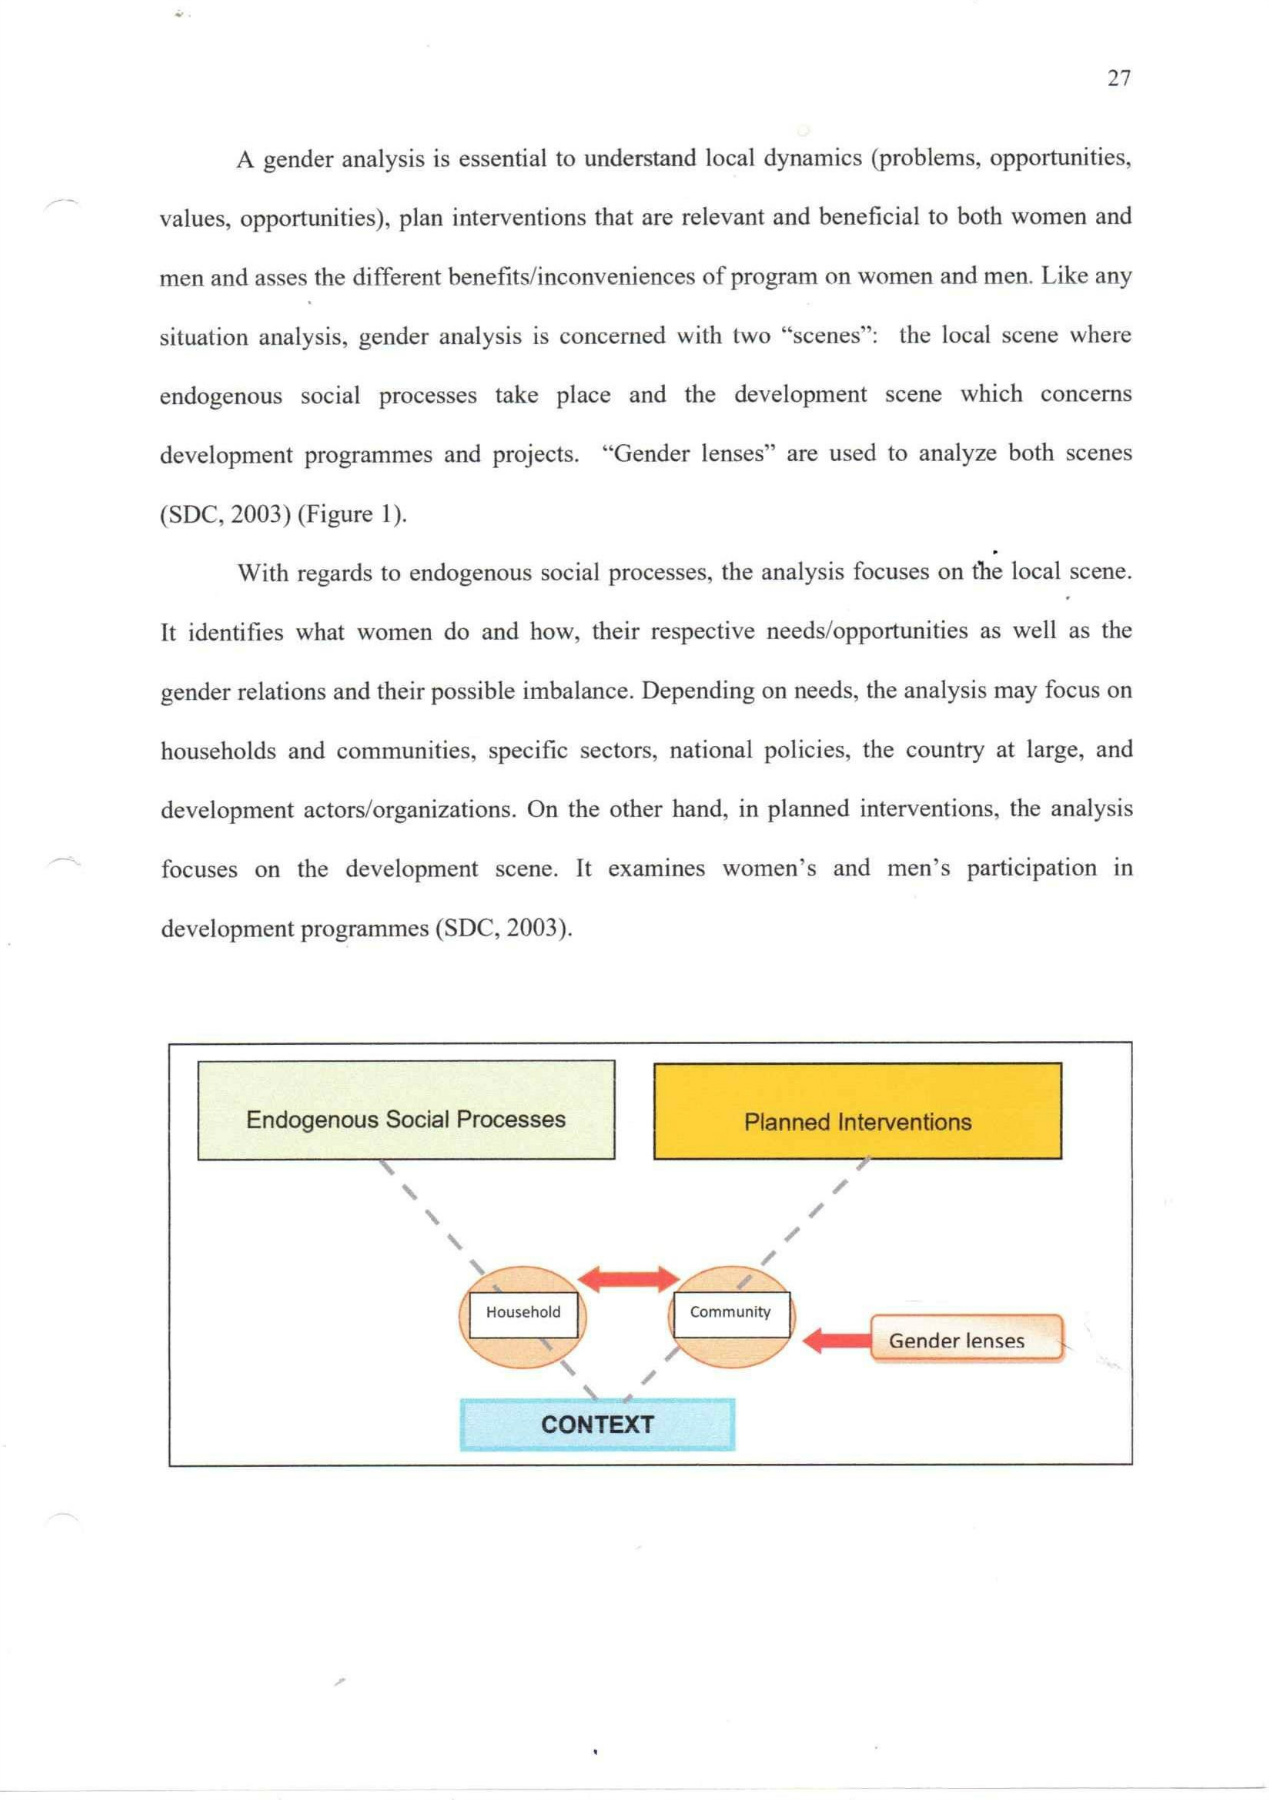 27
A gender analysis is essential to understand local dynamics (problems, opportunities,
values, opportunities), plan interventions that are relevant and beneficial to both women and
men and asses the different benefits/inconveniences of program on women and men. Like any
situation analysis, gender analysis is concerned with two “scenes”: the local scene where
endogenous social processes take place and the development scene which concerns
development programmes and projects. “Gender lenses” are used to analyze both scenes
(SDC, 2003) (Figure 1).
With regards to endogenous social processes, the analysis focuses on the local scene.
It identifies what women do and how, their respective needs/opportunities as well as the
gender relations and their possible imbalance. Depending on needs, the analysis may focus on
households and communities, specific sectors, national policies, the country at large, and
development actors/organizations. On the other hand, in planned interventions, the analysis
focuses on the development scene. It examines women’s and men’s participation in
development programmes (SDC, 2003).
Endogenous Social Processes
Planned Interventions
Household
Community
Gender lenses
CONTEXT